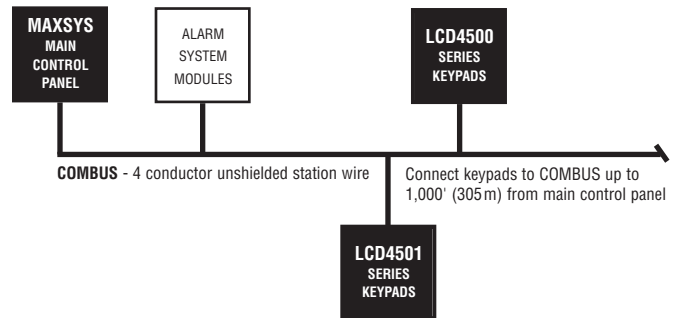 MAXSYS
MAIN
CONTROL
PANEL
ALARM
SYSTEM
MODULES
LCD4500
SERIES
KEYPADS
COMBUS - 4 conductor unshielded station wire
Connect keypads to COMBUS up to
1,000' (305m) from main control panel
LCD4501
SERIES
KEYPADS